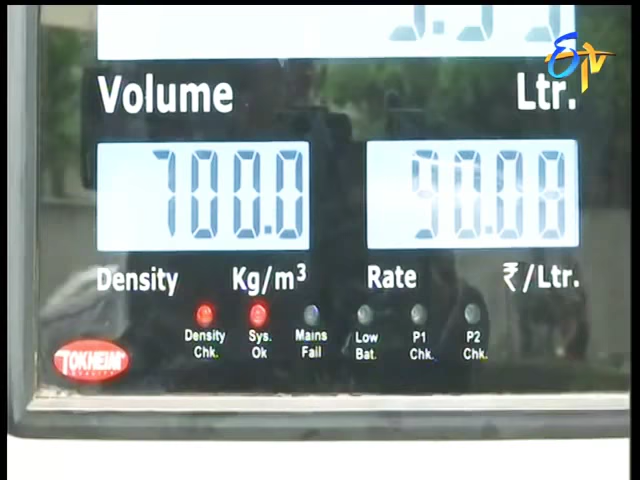 ETV
Volume Ltr.
700.0 90.08
Density Kg/m³ Rate ₹/Ltr.
Density Chk.
Sys. Ok
Mains Fail
Low Bat.
P1 Chk.
P2 Chk.
TOKHEIM